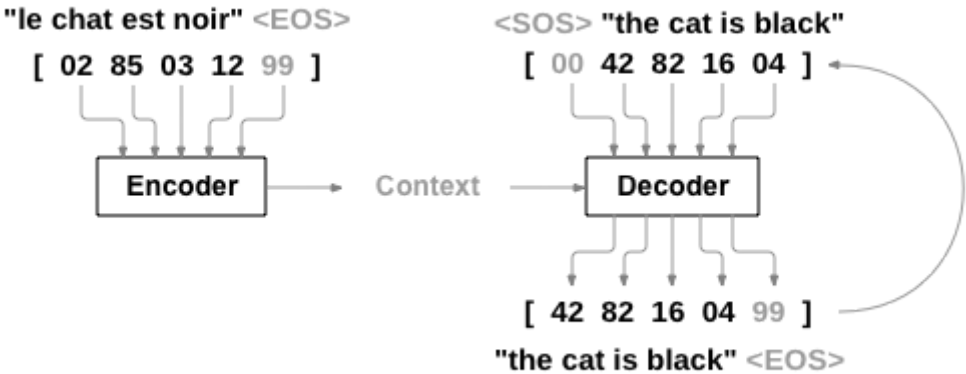 "le chat est noir" <EOS>
[ 02 85 03 12 99 ]
Encoder
Context
<SOS> "the cat is black"
[ 00 42 82 16 04 ]
Decoder
[ 42 82 16 04 99 ]
"the cat is black" <EOS>